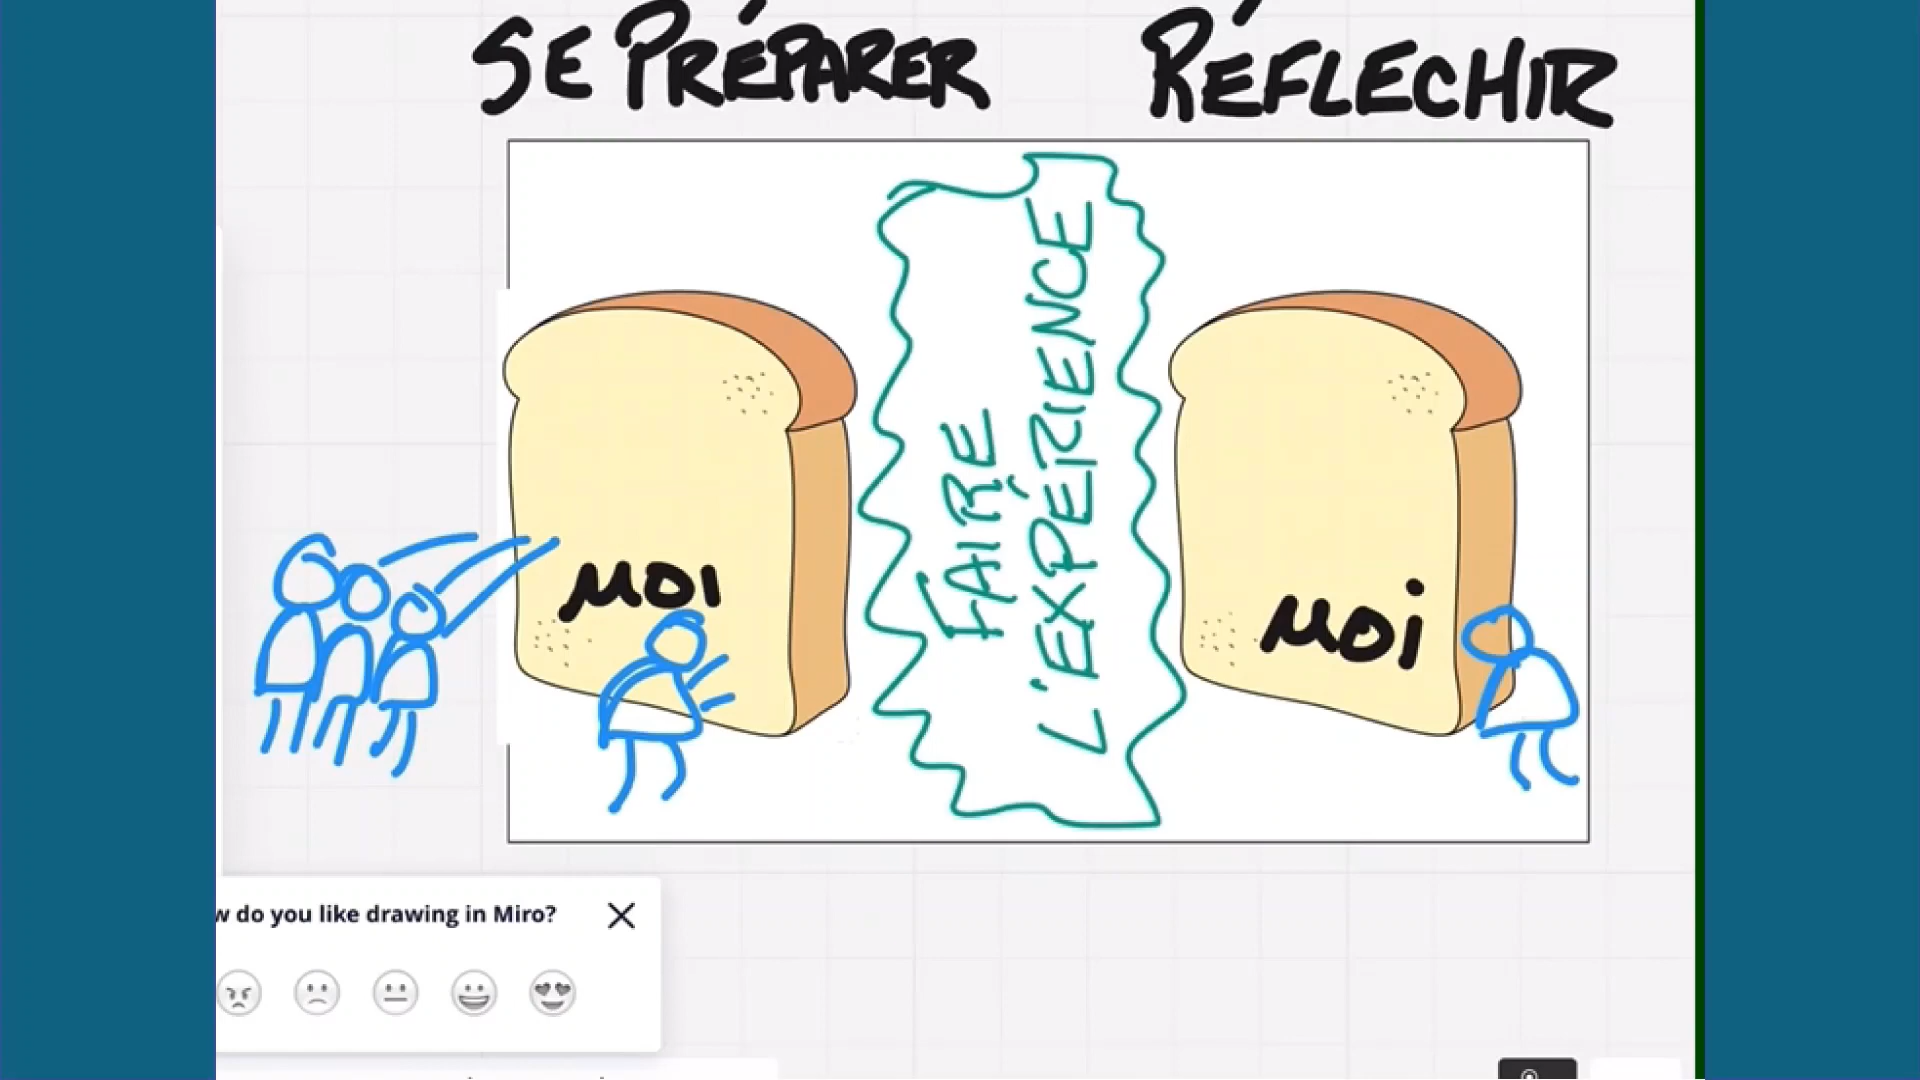 SE PRÉPARER
RÉFLECHIR
FAIRE
L'EXPÉRIENCE
MOI
MOi
w do you like drawing in Miro?